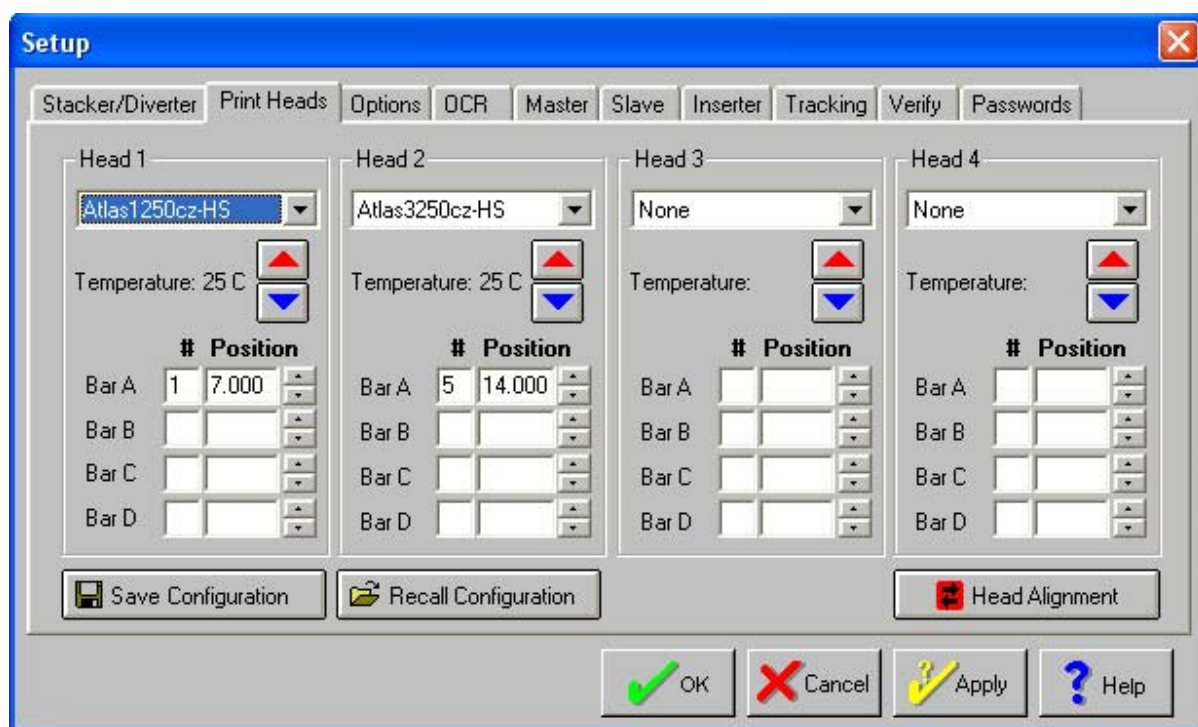 Setup
Stacker/Diverter Print Heads Options OCR Master Slave Inserter Tracking Verify Passwords
Head 1 Head 2 Head 3 Head 4
Atlas1250cz-HS Atlas3250cz-HS None None
Temperature: 25 C Temperature: 25 C Temperature: Temperature:
# Position # Position # Position # Position
Bar A 1 7.000 Bar A 5 14.000 Bar A Bar A
Bar B Bar B Bar B Bar B
Bar C Bar C Bar C Bar C
Bar D Bar D Bar D Bar D
Save Configuration Recall Configuration Head Alignment
OK Cancel Apply Help